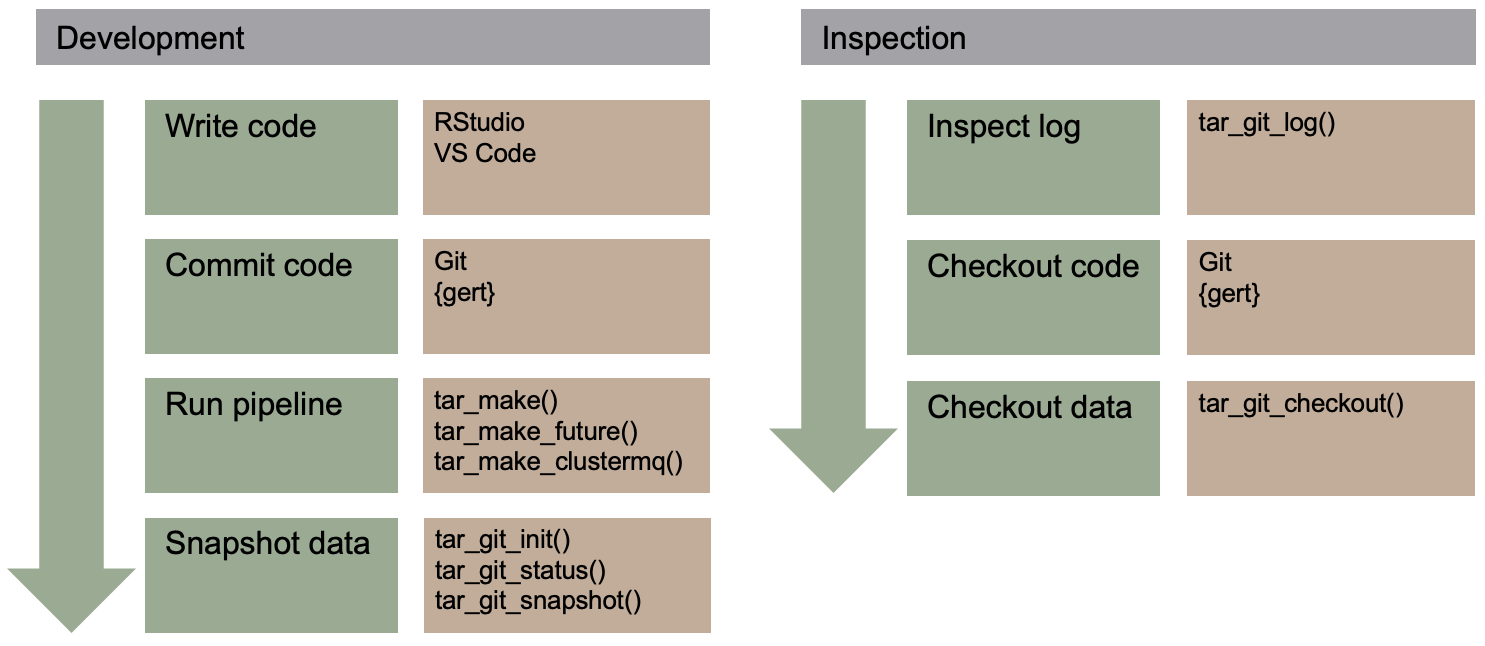 Development
Write code
RStudio
VS Code
Commit code
Git
{gert}
Run pipeline
tar_make()
tar_make_future()
tar_make_clustermq()
Snapshot data
tar_git_init()
tar_git_status()
tar_git_snapshot()
Inspection
Inspect log
tar_git_log()
Checkout code
Git
{gert}
Checkout data
tar_git_checkout()